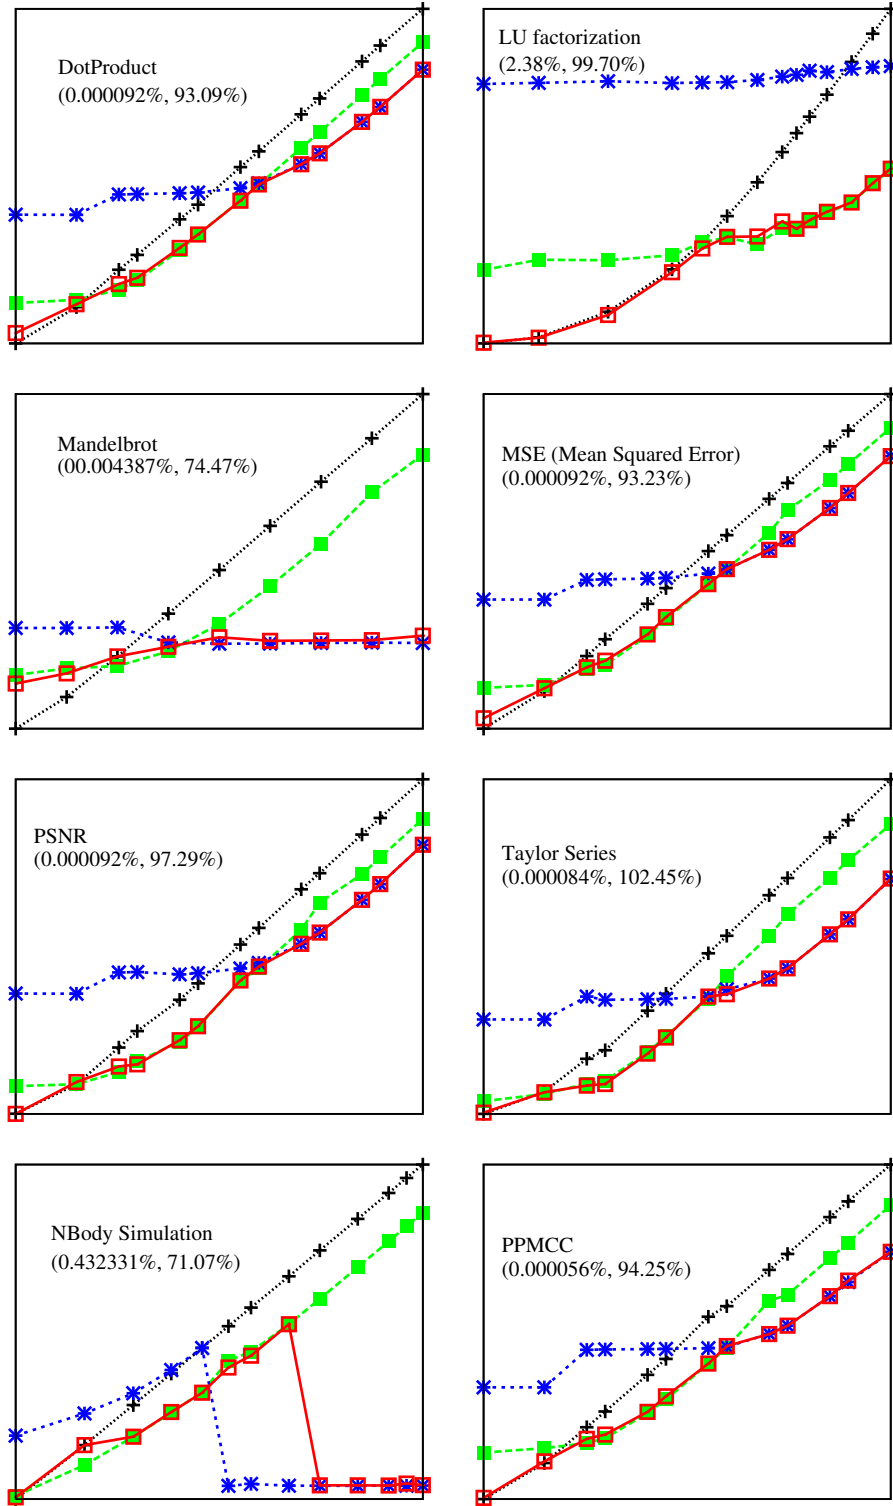 DotProduct
(0.000092%, 93.09%)
LU factorization
(2.38%, 99.70%)
Mandelbrot
(00.004387%, 74.47%)
MSE (Mean Squared Error)
(0.000092%, 93.23%)
PSNR
(0.000092%, 97.29%)
Taylor Series
(0.000084%, 102.45%)
NBody Simulation
(0.432331%, 71.07%)
PPMCC
(0.000056%, 94.25%)